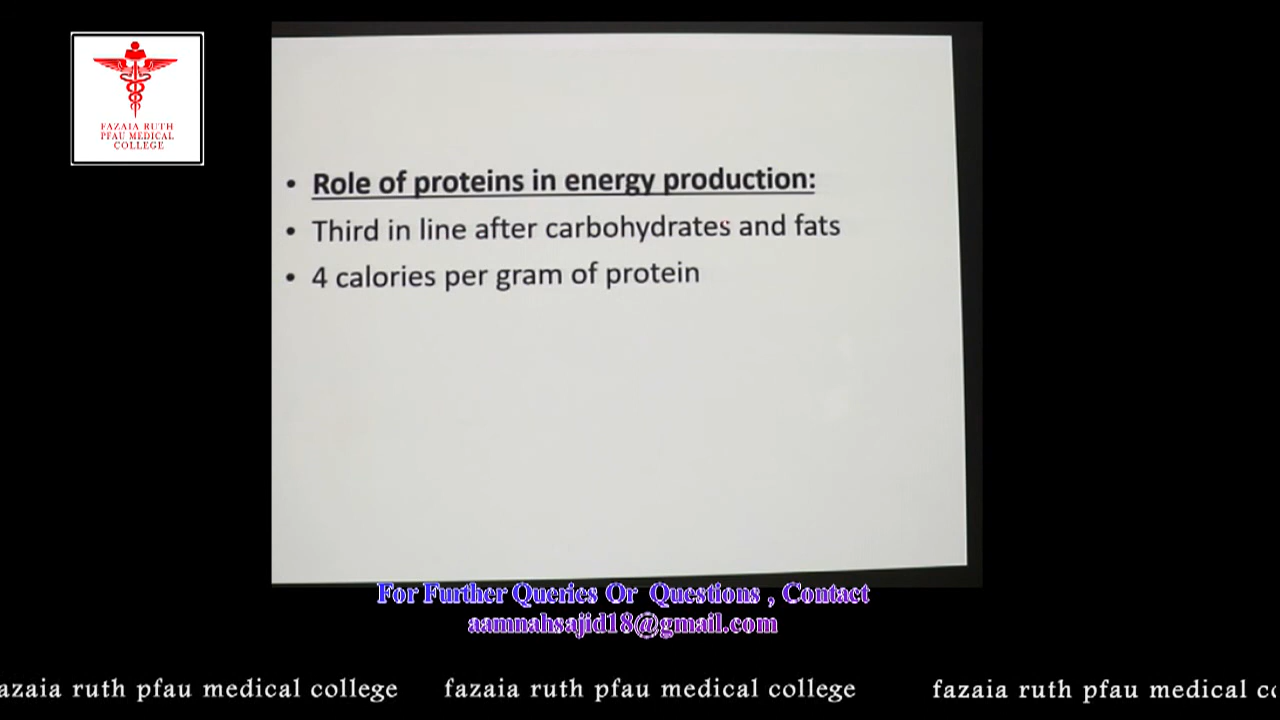 FAZAIA RUTH
PFAU MEDICAL
COLLEGE
• Role of proteins in energy production:
• Third in line after carbohydrates and fats
• 4 calories per gram of protein
For Further Queries Or Questions , Contact
aamnahsajid18@gmail.com
azaia ruth pfau medical college fazaia ruth pfau medical college fazaia ruth pfau medical co